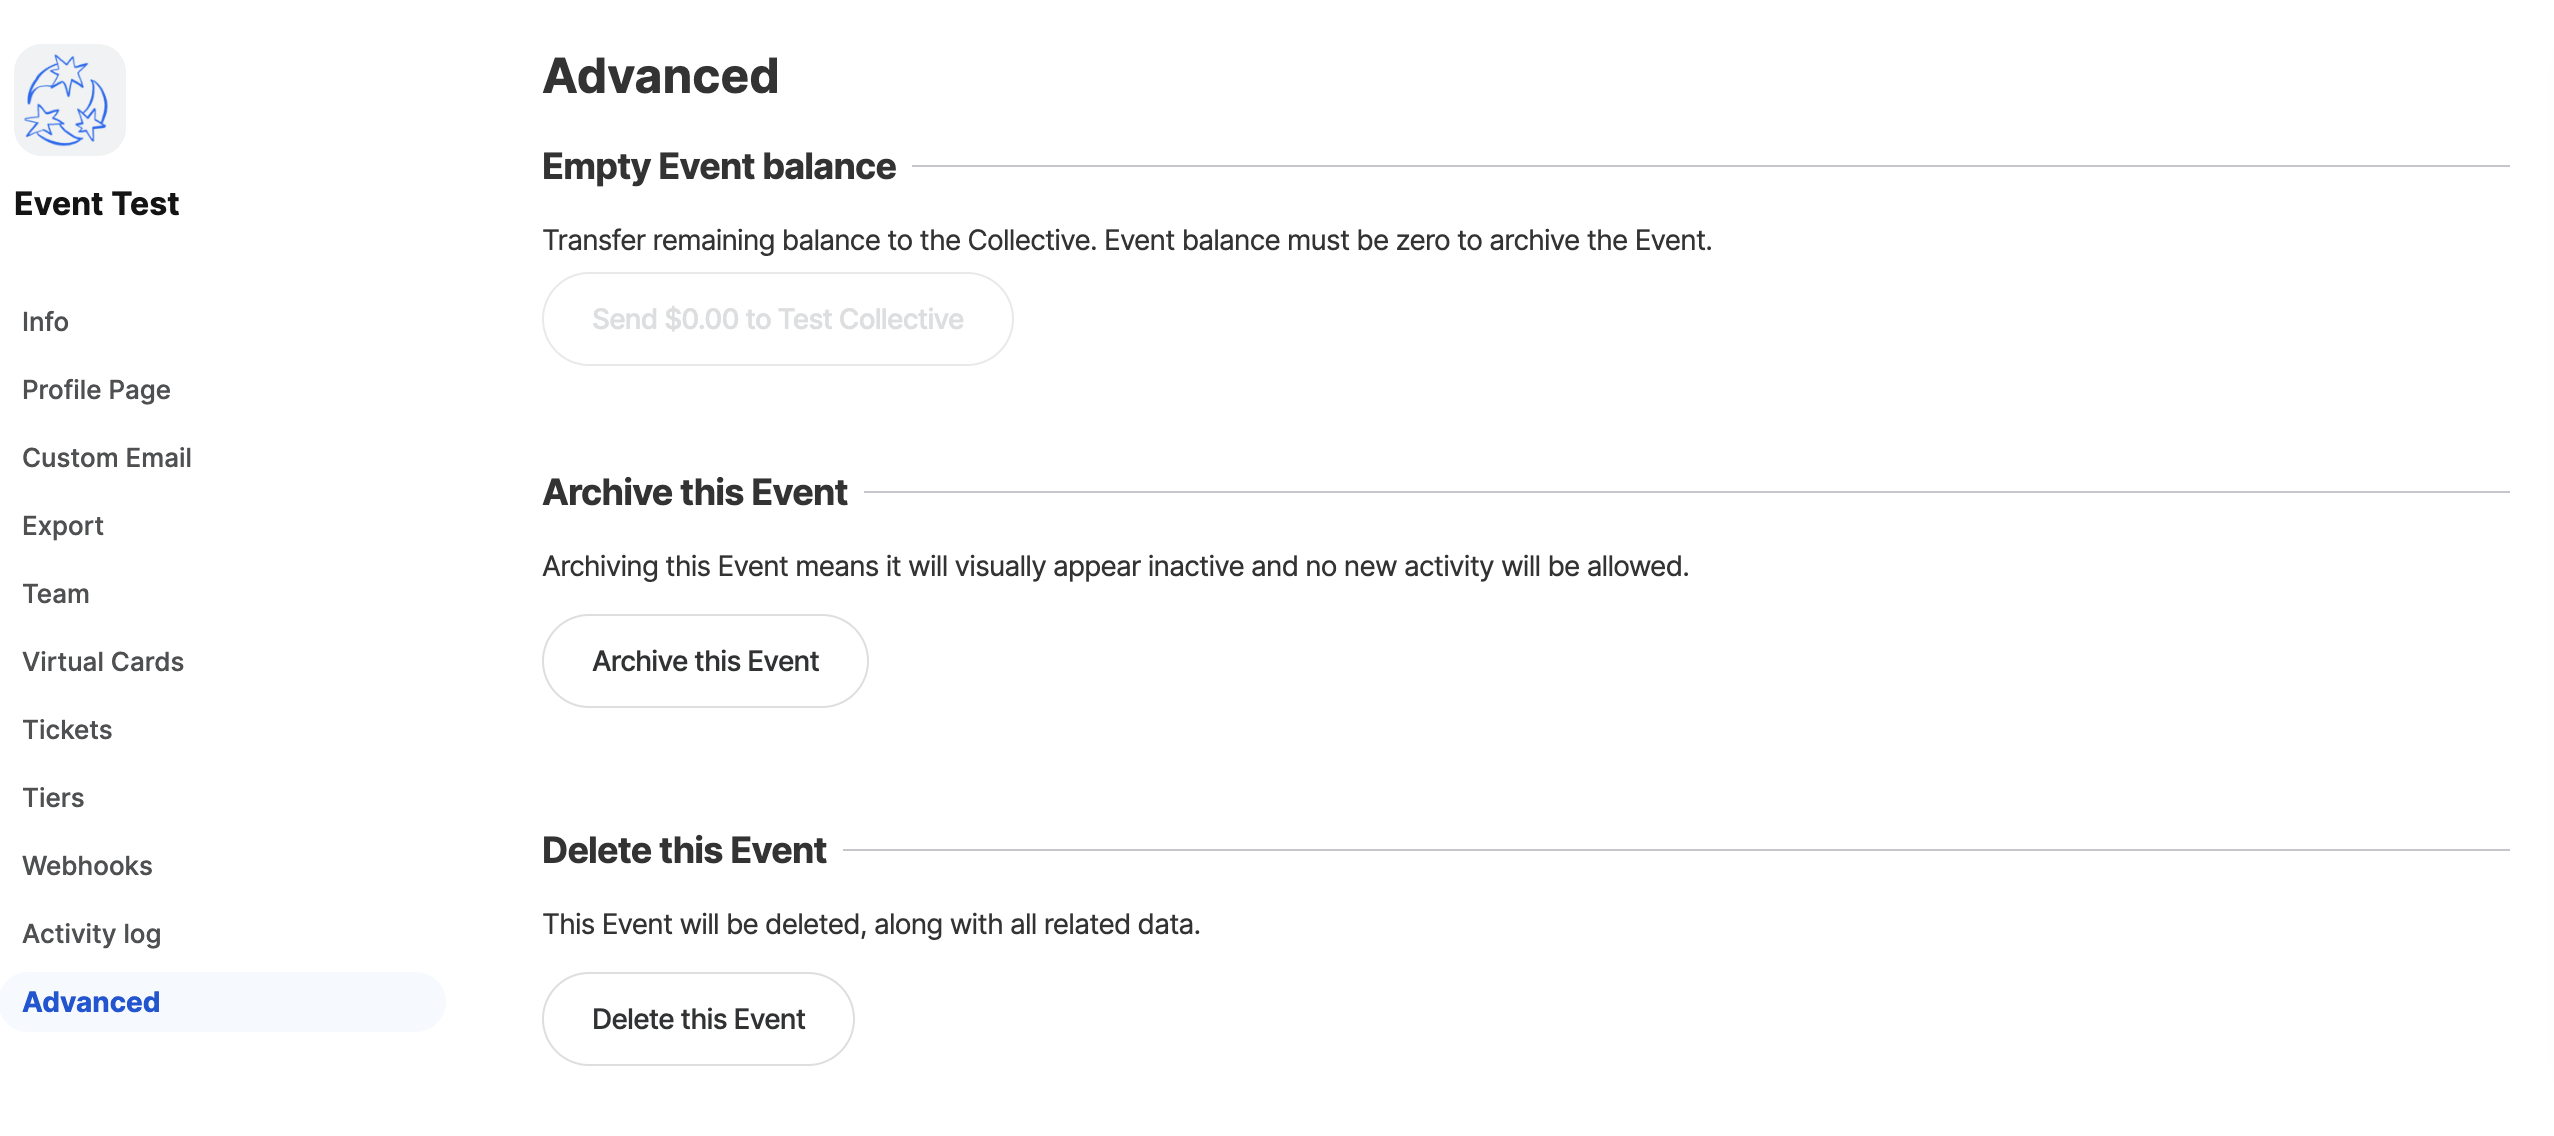 Event Test
Info
Profile Page
Custom Email
Export
Team
Virtual Cards
Tickets
Tiers
Webhooks
Activity log
Advanced
Advanced
Empty Event balance
Transfer remaining balance to the Collective. Event balance must be zero to archive the Event.
Send $0.00 to Test Collective
Archive this Event
Archiving this Event means it will visually appear inactive and no new activity will be allowed.
Archive this Event
Delete this Event
This Event will be deleted, along with all related data.
Delete this Event